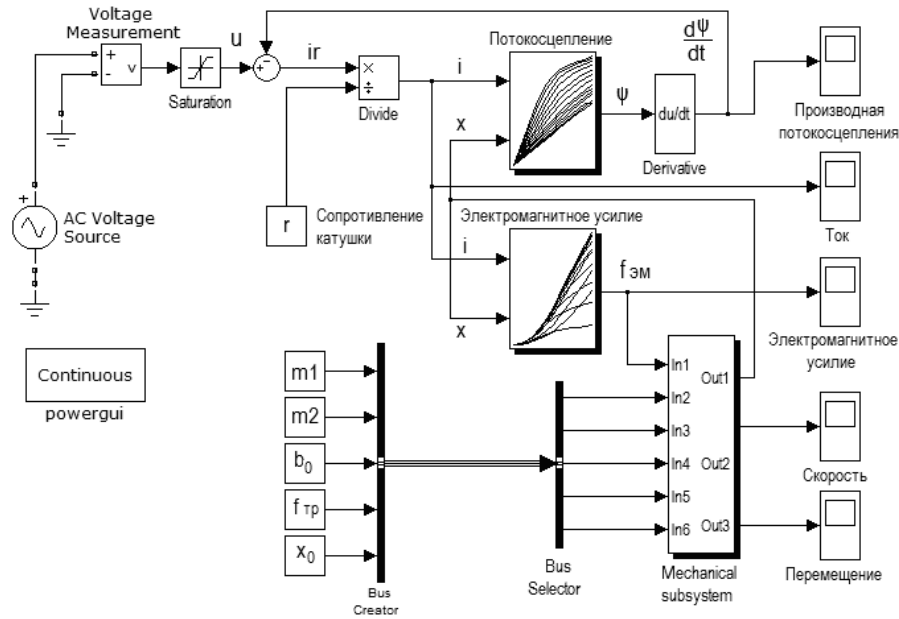 Voltage
Measurement
+
-
v
Saturation
u
+
-
ir
×
÷
Divide
i
x
Потокосцепление
ψ
du/dt
Derivative
dψ
dt
Производная
потокосцепления
+
AC Voltage
Source
r
Сопротивление
катушки
Электромагнитное усилие
i
x
f эм
Ток
Электромагнитное
усилие
Continuous
powergui
m1
m2
b0
f тр
x0
Bus
Creator
Bus
Selector
In1
In2
In3
In4
In5
In6
Out1
Out2
Out3
Mechanical
subsystem
Скорость
Перемещение